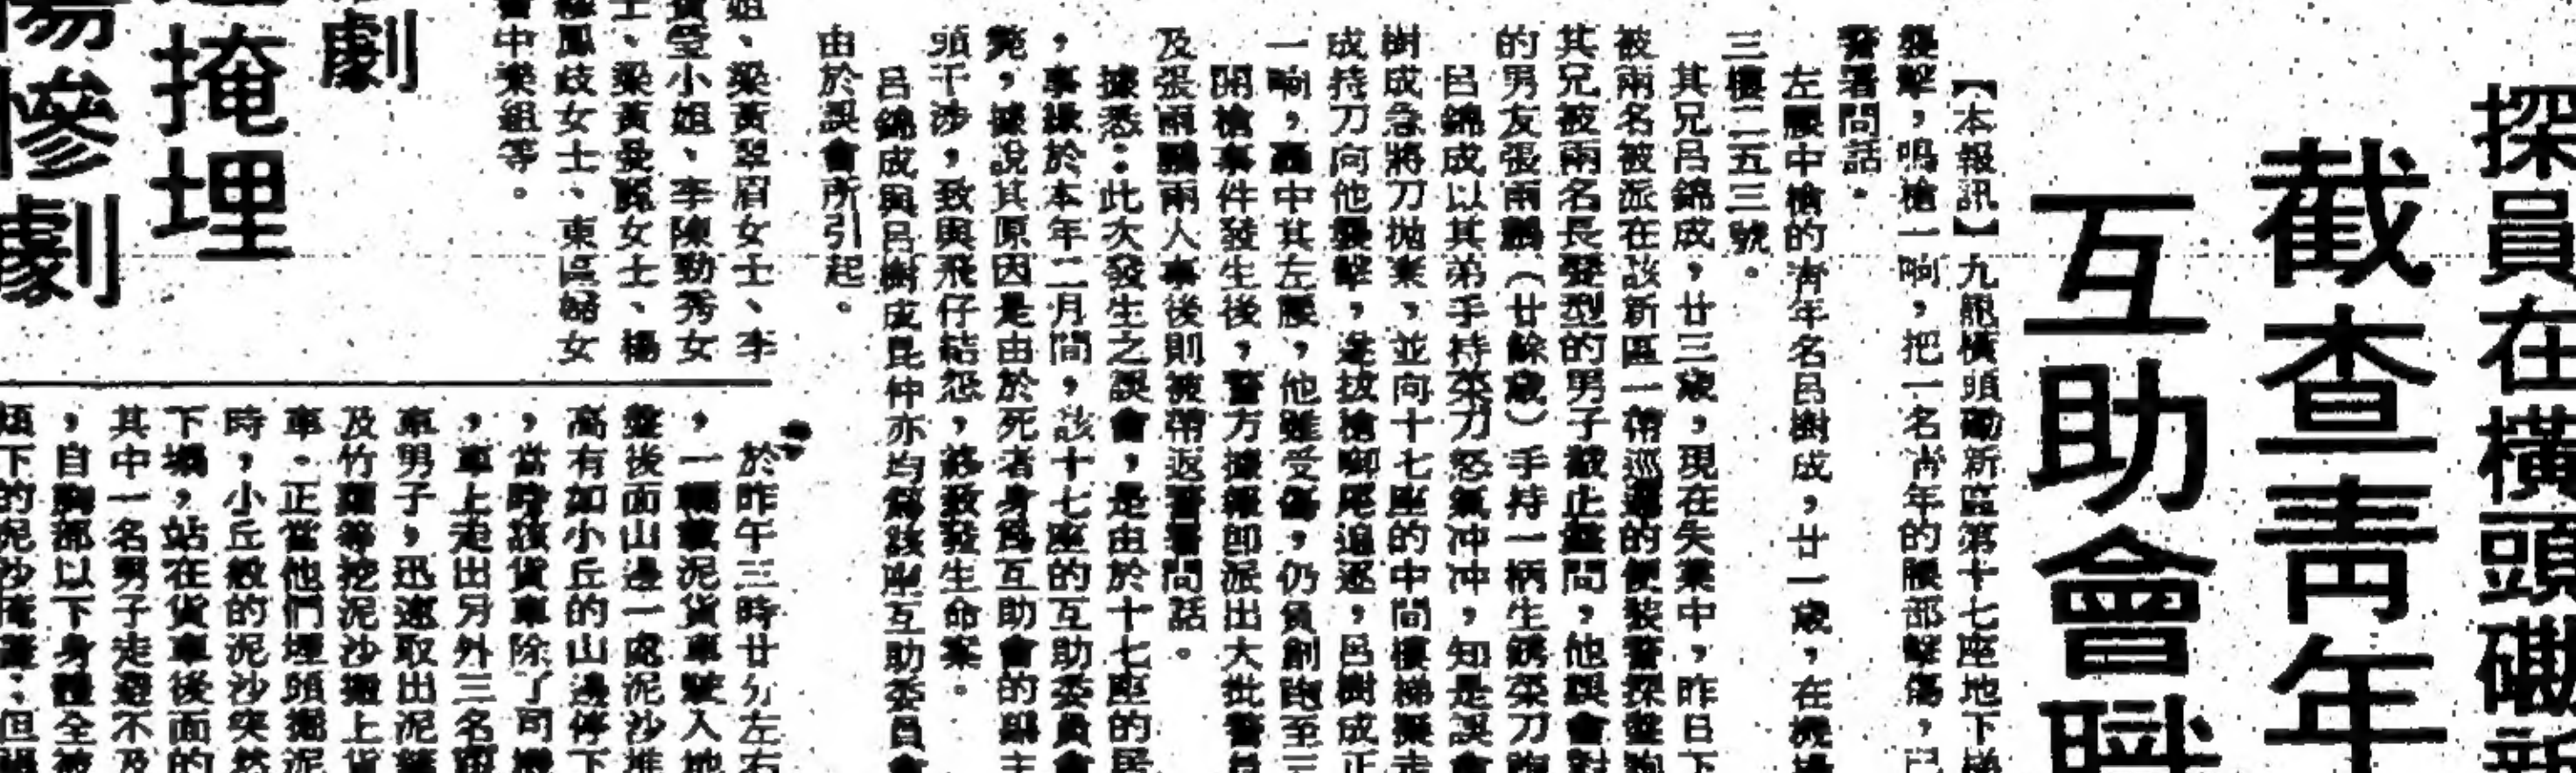 探員在橫頭磡新
截查青年
互助會職
【本報訊】九龍橫頭磡新區第十七座地下梯
襲擊，鳴槍一响，把一名青年的腰部擊傷，已
警署問話。
左腰中槍的青年名呂樹成，廿一歲，在
三樓二五三號。
其兄呂錦成，廿三歲，現在失業中，昨日下
被兩名被派在該新區一帶巡邏的便裝警探
其兄被兩名長髮型的男子截止盤問，他誤會對
的男友張雨鵬（廿餘歲）手持一柄生銹菜刀
呂錦成以其弟手持菜刀怒氣冲冲，知是誤會
樹成急將刀拋棄，並向十七座的中間樓梯
成持刀向他襲擊，遂拔槍啣尾追逐，呂樹成正
一响，轟中其左腰，他雖受傷，仍負創跑至三
開槍事件發生後，警方據報卽派出大批警員
及張雨鵬兩人事後則被帶返警署問話。
據悉：此次發生之誤會，是由於十七座的居
，事緣於本年二月間，該十七座的互助委員會
斃，據說其原因是由於死者身爲互助會的
頭干涉，致與飛仔結怨，終致發生命案。
呂錦成與呂樹成昆仲亦均爲該座互助委員會
由於誤會所引起。
姐、梁黃翠眉女士、李
小姐、李陳勤秀女
士、梁黃曼麗女士、楊
鳳歧女士、東區婦女
會中樂組等。
劇
掩埋
慘劇
於昨午三時廿分左右
，一輛載泥貨車駛入地
盤後面山邊一處泥沙堆
高有如小丘的山邊停下
，當時該貨車除了司機
，車上走出另外三名
車男子，迅速取出泥
及竹籮等挖泥沙搬上貨
車。正當他們埋頭掘泥
時，小丘般的泥沙突然
下塌，站在貨車後面的
其中一名男子走避不及
，自胸部以下身體全被
下的泥沙掩蓋；但